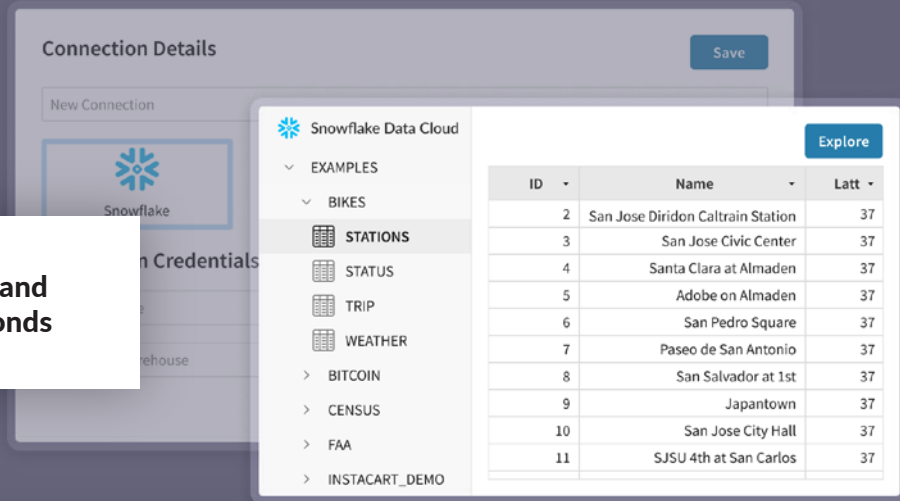 Connection Details
Save
New Connection
Snowflake
Credentials
and
Snowflake Data Cloud
EXAMPLES
BIKES
STATIONS
STATUS
TRIP
WEATHER
BITCOIN
CENSUS
FAA
INSTACART_DEMO
Explore
ID Name Latt
2 San Jose Diridon Caltrain Station 37
3 San Jose Civic Center 37
4 Santa Clara at Almaden 37
5 Adobe on Almaden 37
6 San Pedro Square 37
7 Paseo de San Antonio 37
8 San Salvador at 1st 37
9 Japantown 37
10 San Jose City Hall 37
11 SJSU 4th at San Carlos 37